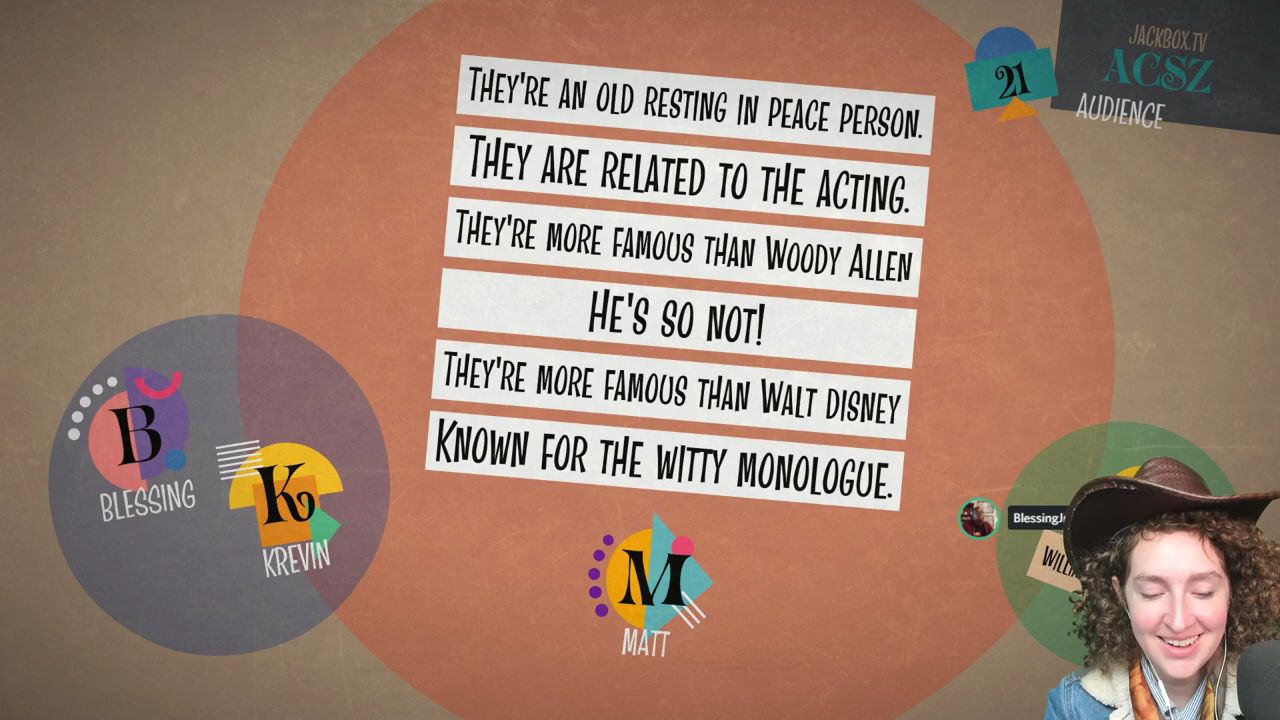 THEY'RE AN OLD RESTING IN PEACE PERSON.
THEY ARE RELATED TO THE ACTING.
THEY'RE MORE FAMOUS THAN WOODY ALLEN
HE'S SO NOT!
THEY'RE MORE FAMOUS THAN WALT DISNEY
KNOWN FOR THE WITTY MONOLOGUE.
21
JACKBOX.TV
ACSZ
AUDIENCE
B
BLESSING
K
KREVIN
M
MATT